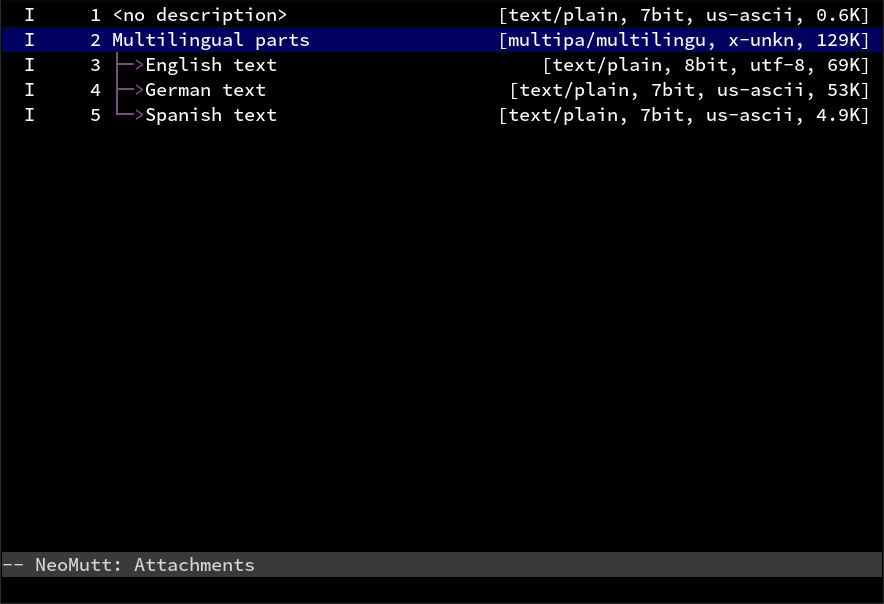 I     1 <no description>                   [text/plain, 7bit, us-ascii, 0.6K]
I     2 Multilingual parts                 [multipa/multilingu, x-unkn, 129K]
I     3 ├─>English text                        [text/plain, 8bit, utf-8, 69K]
I     4 ├─>German text                      [text/plain, 7bit, us-ascii, 53K]
I     5 └─>Spanish text                    [text/plain, 7bit, us-ascii, 4.9K]
-- NeoMutt: Attachments